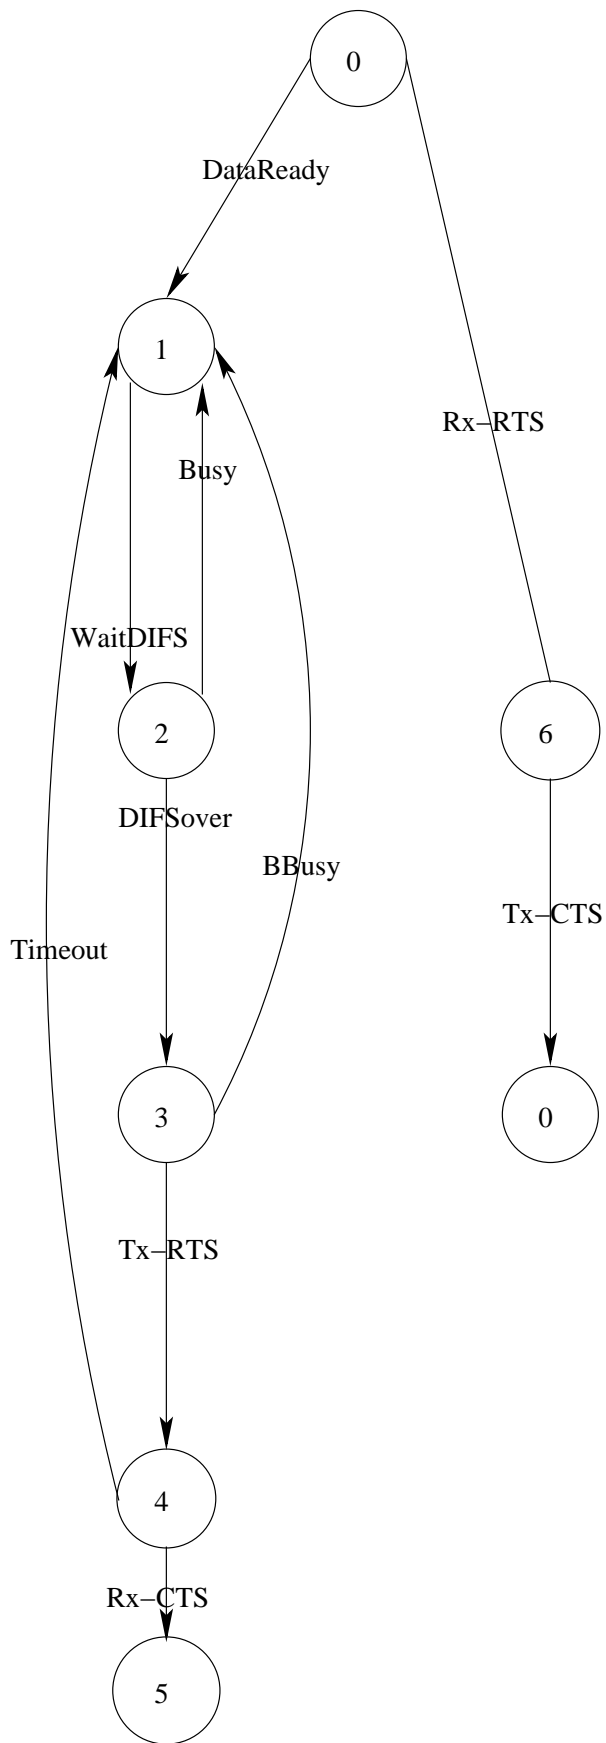 0
DataReady
1
Rx−RTS
Busy
WaitDIFS
2
6
DIFSover
BBusy
Tx−CTS
Timeout
3
0
Tx−RTS
4
Rx−CTS
5